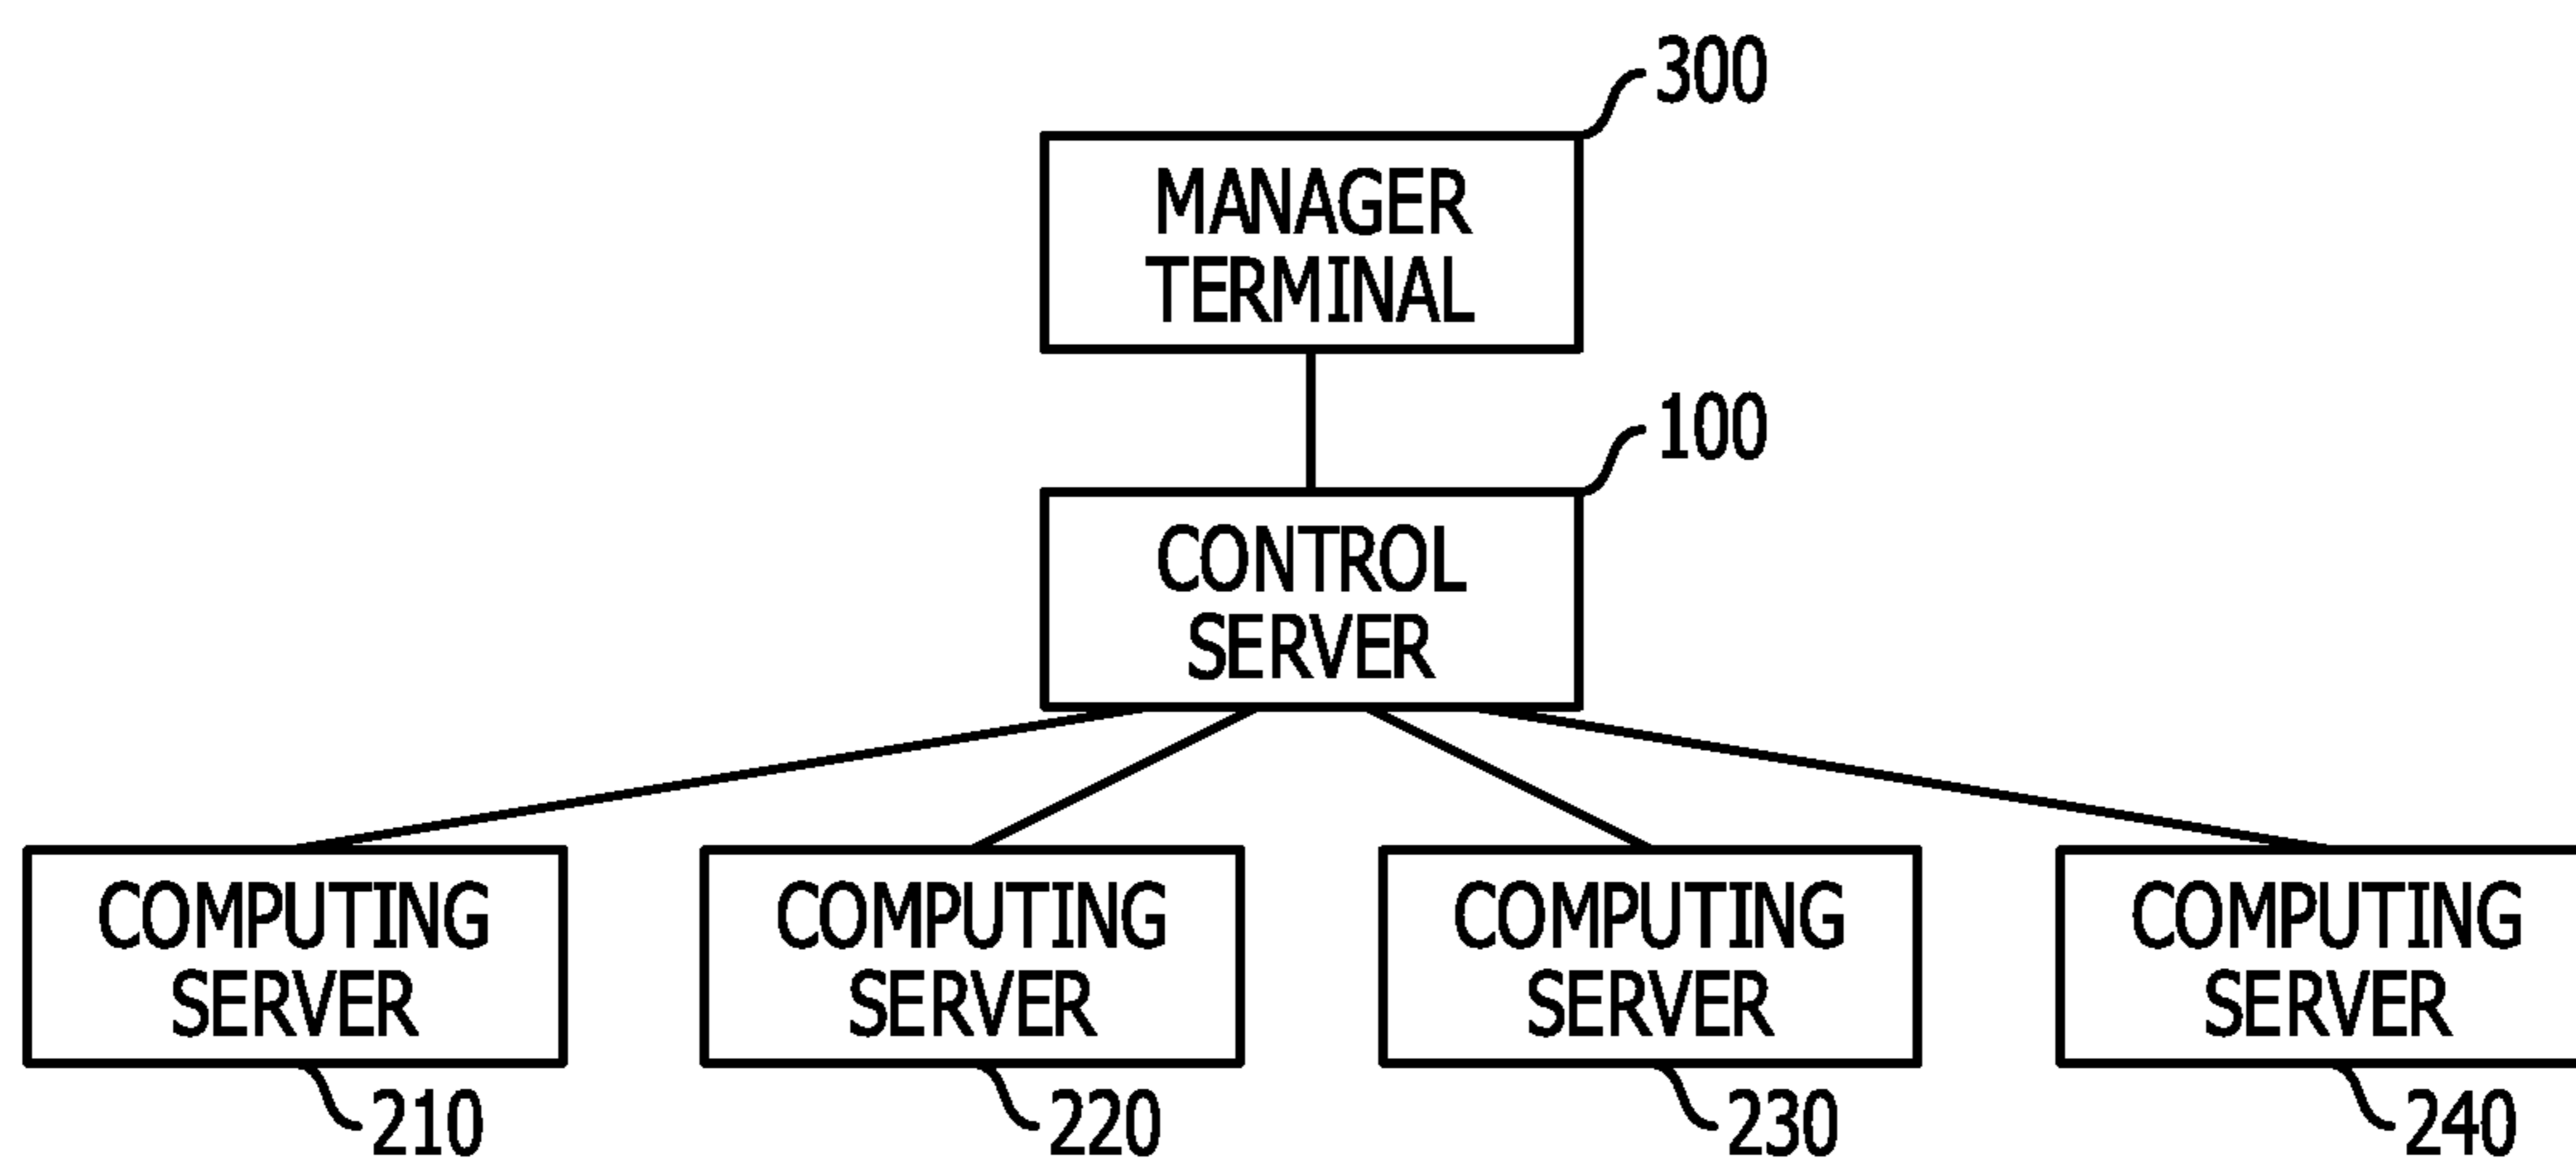 300
MANAGER
TERMINAL
100
CONTROL
SERVER
COMPUTING
SERVER
210
COMPUTING
SERVER
220
COMPUTING
SERVER
230
COMPUTING
SERVER
240